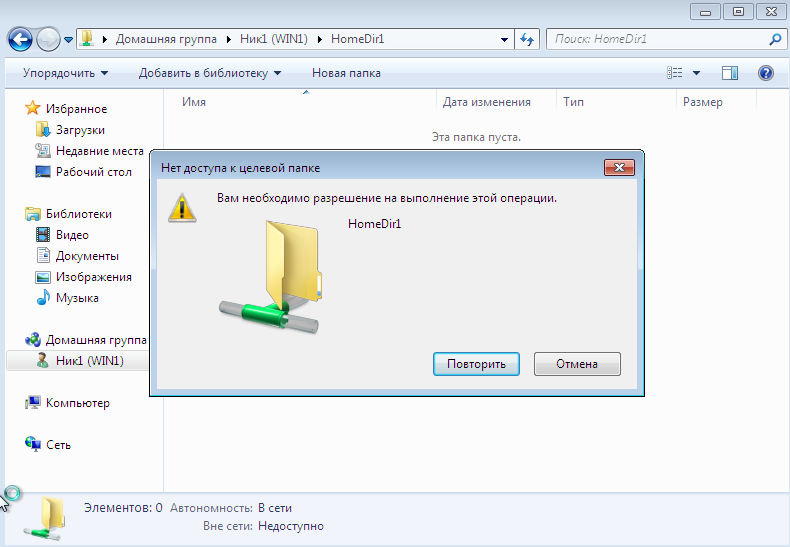 Домашняя группа Ник1 (WIN1) HomeDir1
Поиск: HomeDir1
Упорядочить Добавить в библиотеку Новая папка
Имя Дата изменения Тип Размер
Эта папка пуста.
Избранное
Загрузки
Недавние места
Рабочий стол
Библиотеки
Видео
Документы
Изображения
Музыка
Домашняя группа
Ник1 (WIN1)
Компьютер
Сеть
Нет доступа к целевой папке
Вам необходимо разрешение на выполнение этой операции.
HomeDir1
Повторить Отмена
Элементов: 0 Автономность: В сети
Вне сети: Недоступно